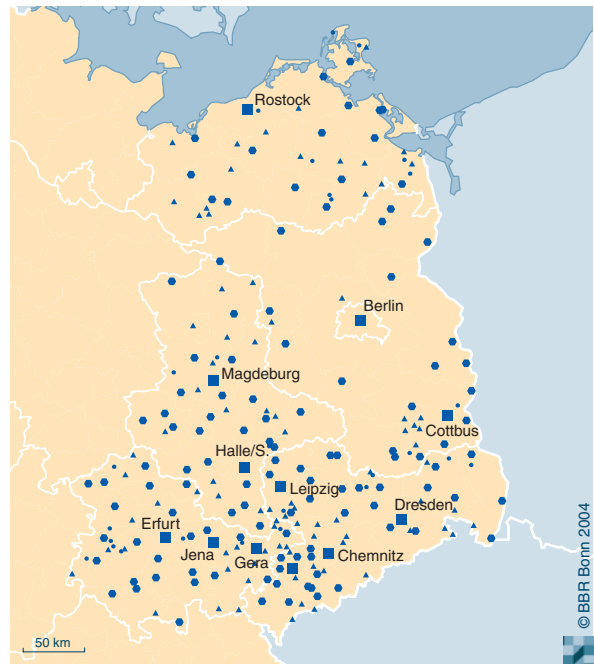 Rostock
Berlin
Magdeburg
Cottbus
Halle/S.
Leipzig
Dresden
Erfurt
Jena
Gera
Chemnitz
50 km
© BBR Bonn 2004